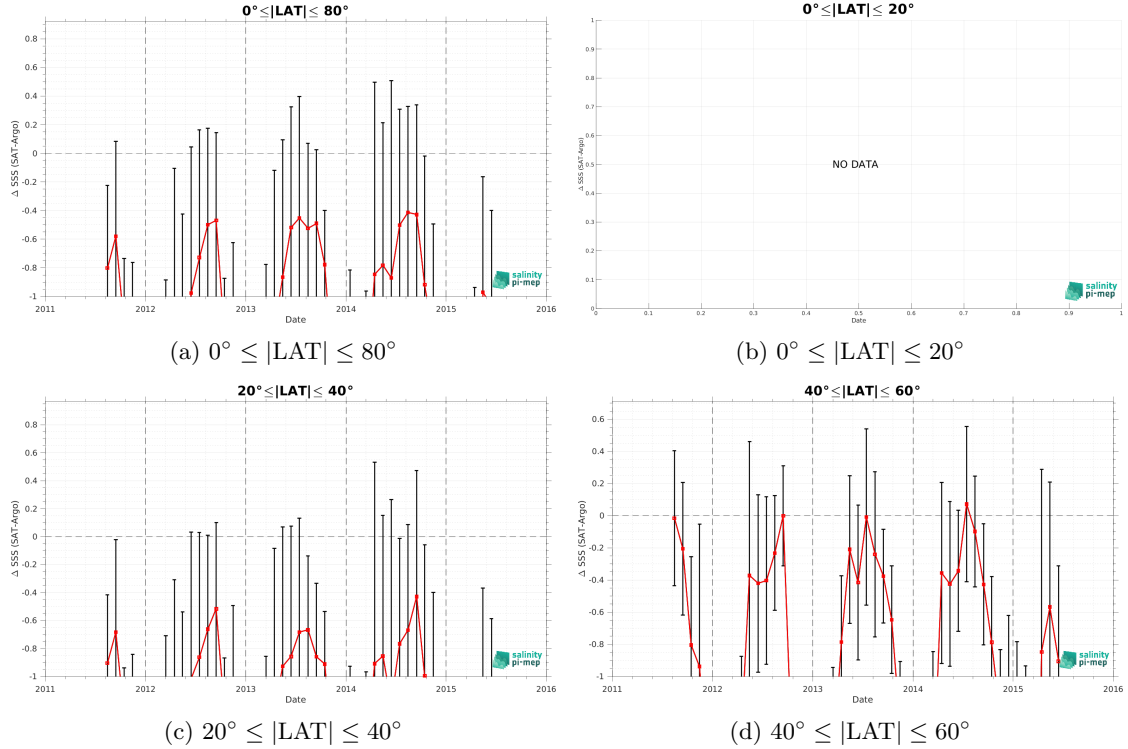 0°≤|LAT|≤ 80°
0.8
0.6
0.4
0.2
0
-0.2
-0.4
-0.6
-0.8
-1
Δ SSS (SAT-Argo)
2011
2012
2013
2014
2015
2016
Date
salinity
pi-mep
(a) 0° ≤ |LAT| ≤ 80°
0°≤|LAT|≤ 20°
1
0.9
0.8
0.7
0.6
0.5
0.4
0.3
0.2
0.1
0
Δ SSS (SAT-Argo)
NO DATA
0
0.1
0.2
0.3
0.4
0.5
0.6
0.7
0.8
0.9
1
Date
salinity
pi-mep
(b) 0° ≤ |LAT| ≤ 20°
20°≤|LAT|≤ 40°
0.8
0.6
0.4
0.2
0
-0.2
-0.4
-0.6
-0.8
-1
Δ SSS (SAT-Argo)
2011
2012
2013
2014
2015
2016
Date
salinity
pi-mep
(c) 20° ≤ |LAT| ≤ 40°
40°≤|LAT|≤ 60°
0.6
0.4
0.2
0
-0.2
-0.4
-0.6
-0.8
-1
Δ SSS (SAT-Argo)
2011
2012
2013
2014
2015
2016
Date
salinity
pi-mep
(d) 40° ≤ |LAT| ≤ 60°